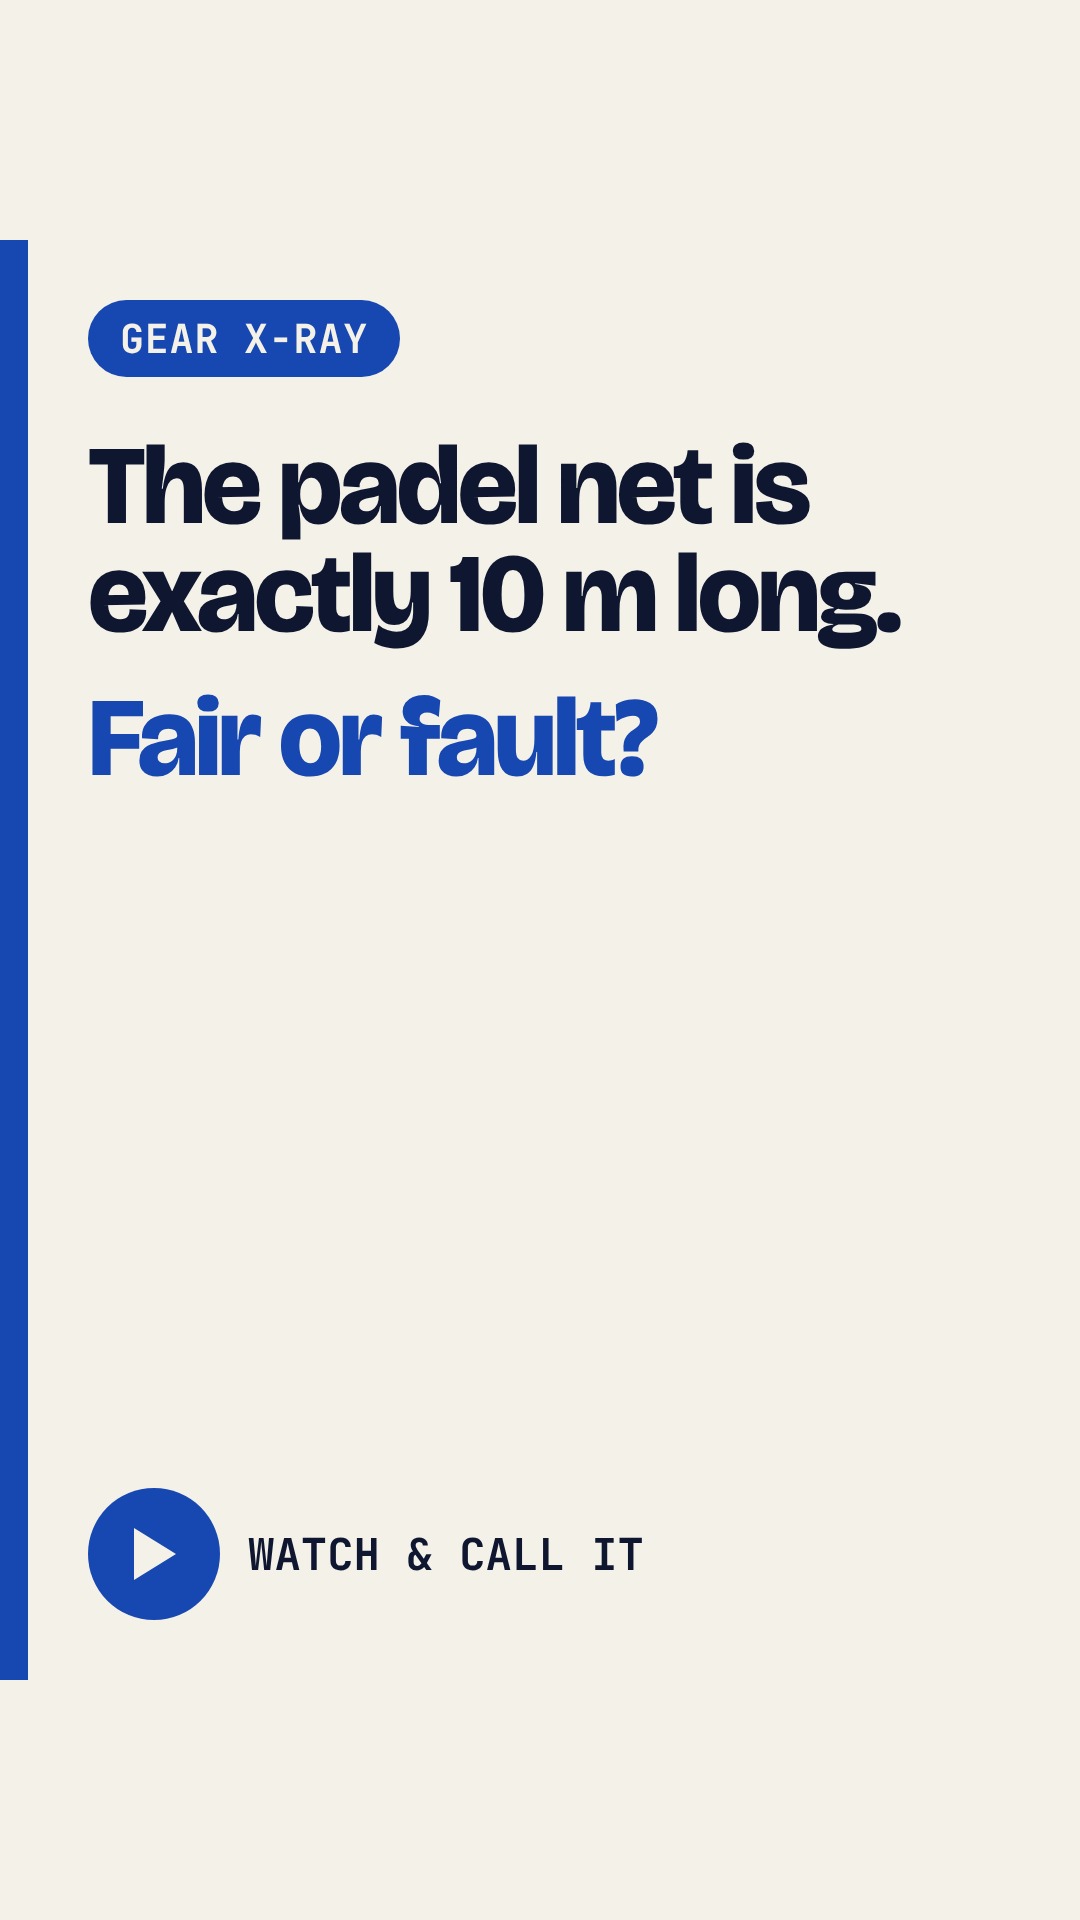 GEAR X-RAY
The padel net is
exactly 10 m long.
Fair or fault?
WATCH & CALL IT